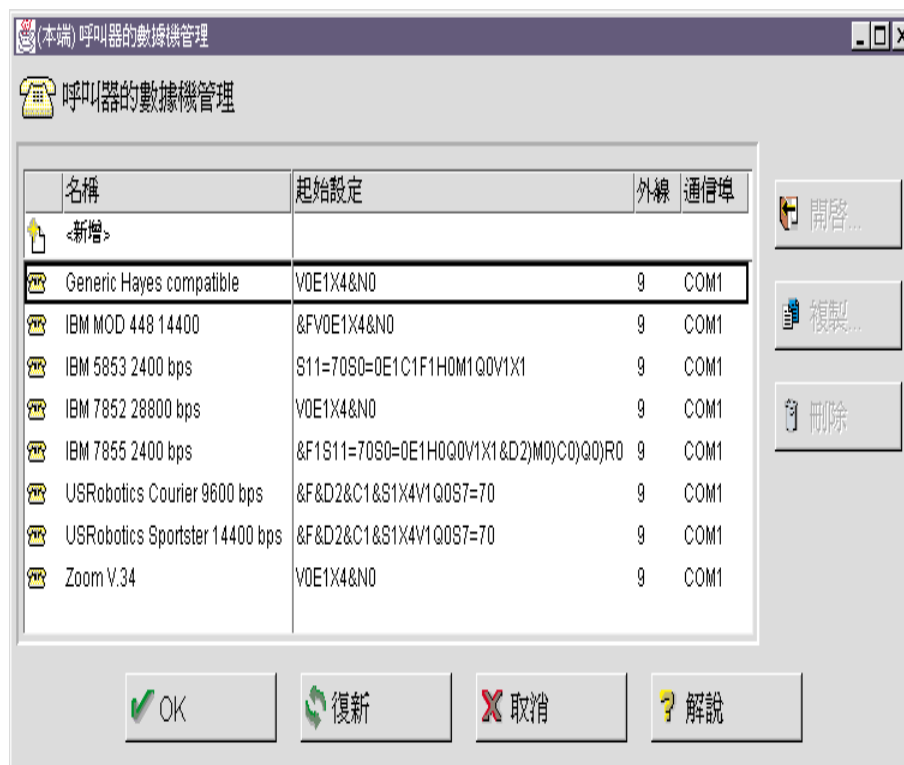 (本端) 呼叫器的數據機管理
呼叫器的數據機管理
名稱 起始設定 外線 通信埠
<新增>
Generic Hayes compatible V0E1X4&N0 9 COM1
IBM MOD 448 14400 &FV0E1X4&N0 9 COM1
IBM 5853 2400 bps S11=70S0=0E1C1F1H0M1Q0V1X1 9 COM1
IBM 7852 28800 bps V0E1X4&N0 9 COM1
IBM 7855 2400 bps &F1S11=70S0=0E1H0Q0V1X1&D2)M0)C0)Q0)R0 9 COM1
USRobotics Courier 9600 bps &F&D2&C1&S1X4V1Q0S7=70 9 COM1
USRobotics Sportster 14400 bps &F&D2&C1&S1X4V1Q0S7=70 9 COM1
Zoom V.34 V0E1X4&N0 9 COM1
開啓...
複製...
刪除
OK 復新 取消 解說